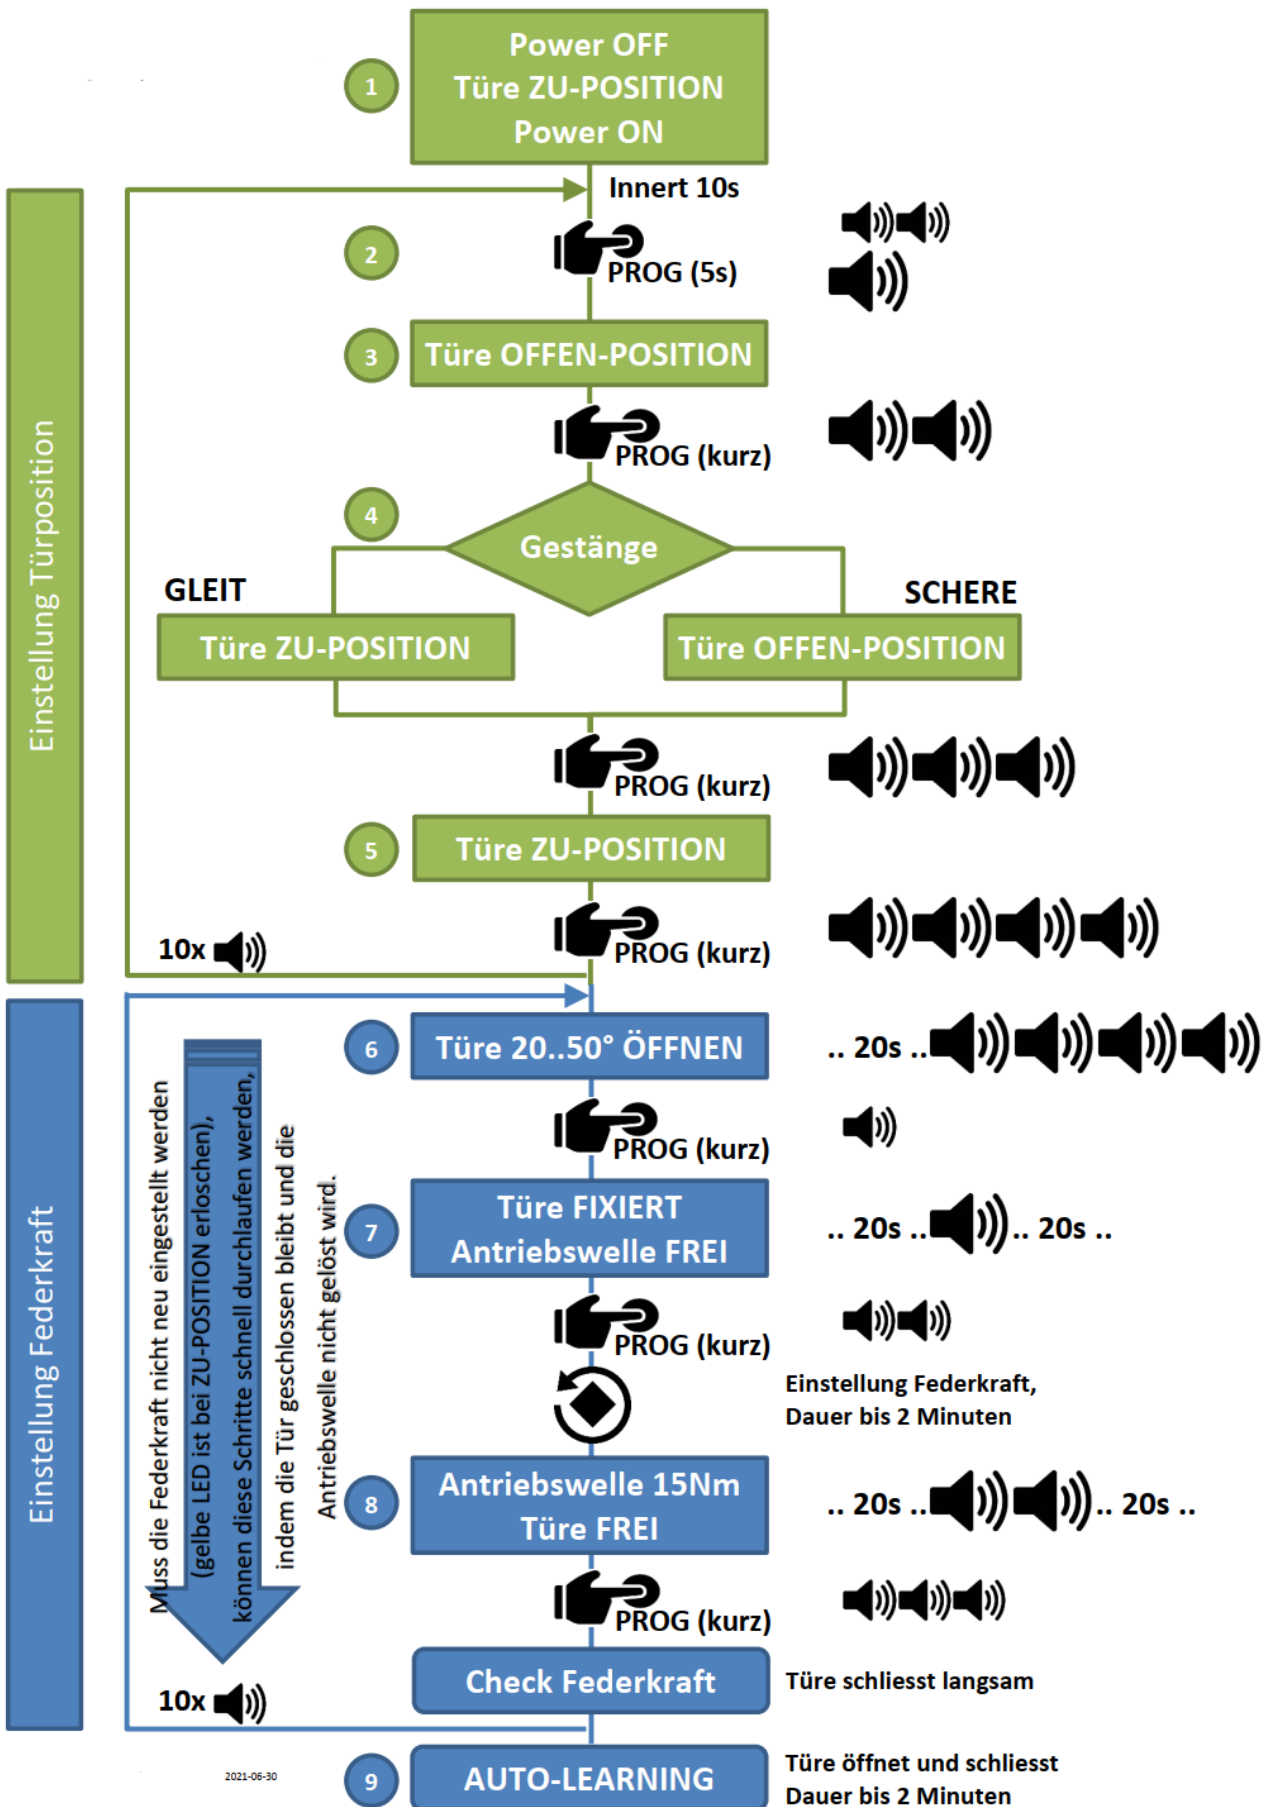 1
Power OFF
Türe ZU-POSITION
Power ON
Innert 10s
2
PROG (5s)
3
Türe OFFEN-POSITION
PROG (kurz)
4
Gestänge
GLEIT
SCHERE
Türe ZU-POSITION
Türe OFFEN-POSITION
PROG (kurz)
5
Türe ZU-POSITION
PROG (kurz)
10x
Einstellung Türposition
6
Türe 20..50° ÖFFNEN
.. 20s ..
PROG (kurz)
7
Türe FIXIERT
Antriebswelle FREI
.. 20s ..
.. 20s ..
PROG (kurz)
Einstellung Federkraft,
Dauer bis 2 Minuten
8
Antriebswelle 15Nm
Türe FREI
.. 20s ..
.. 20s ..
PROG (kurz)
Check Federkraft
Türe schliesst langsam
10x
Einstellung Federkraft
Muss die Federkraft nicht neu eingestellt werden
(gelbe LED ist bei ZU-POSITION erloschen),
können diese Schritte schnell durchlaufen werden,
indem die Tür geschlossen bleibt und die
Antriebswelle nicht gelöst wird.
9
AUTO-LEARNING
Türe öffnet und schliesst
Dauer bis 2 Minuten
2021-06-30